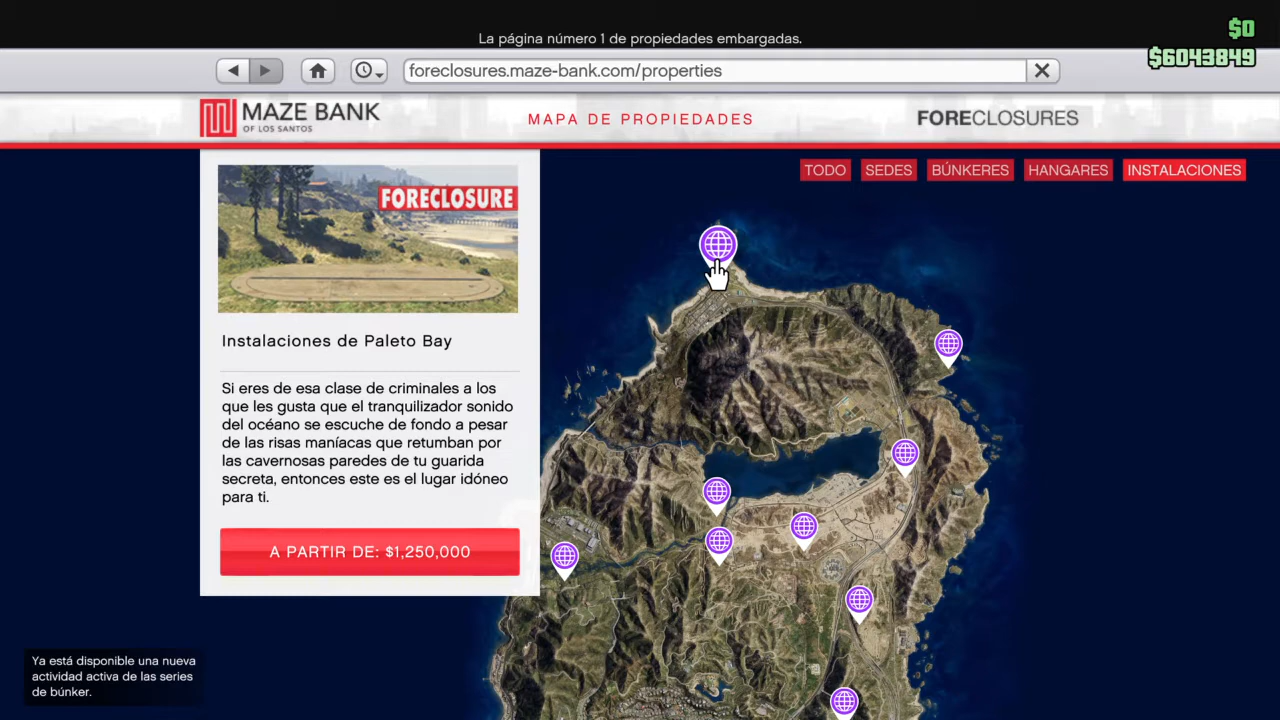 La página número 1 de propiedades embargadas.
$0
$6043849
foreclosures.maze-bank.com/properties
MAZE BANK
OF LOS SANTOS
MAPA DE PROPIEDADES
FORECLOSURES
TODO
SEDES
BÚNKERES
HANGARES
INSTALACIONES
FORECLOSURE
Instalaciones de Paleto Bay
Si eres de esa clase de criminales a los
que les gusta que el tranquilizador sonido
del océano se escuche de fondo a pesar
de las risas maníacas que retumban por
las cavernosas paredes de tu guarida
secreta, entonces este es el lugar idóneo
para ti.
A PARTIR DE: $1,250,000
Ya está disponible una nueva
actividad activa de las series
de búnker.